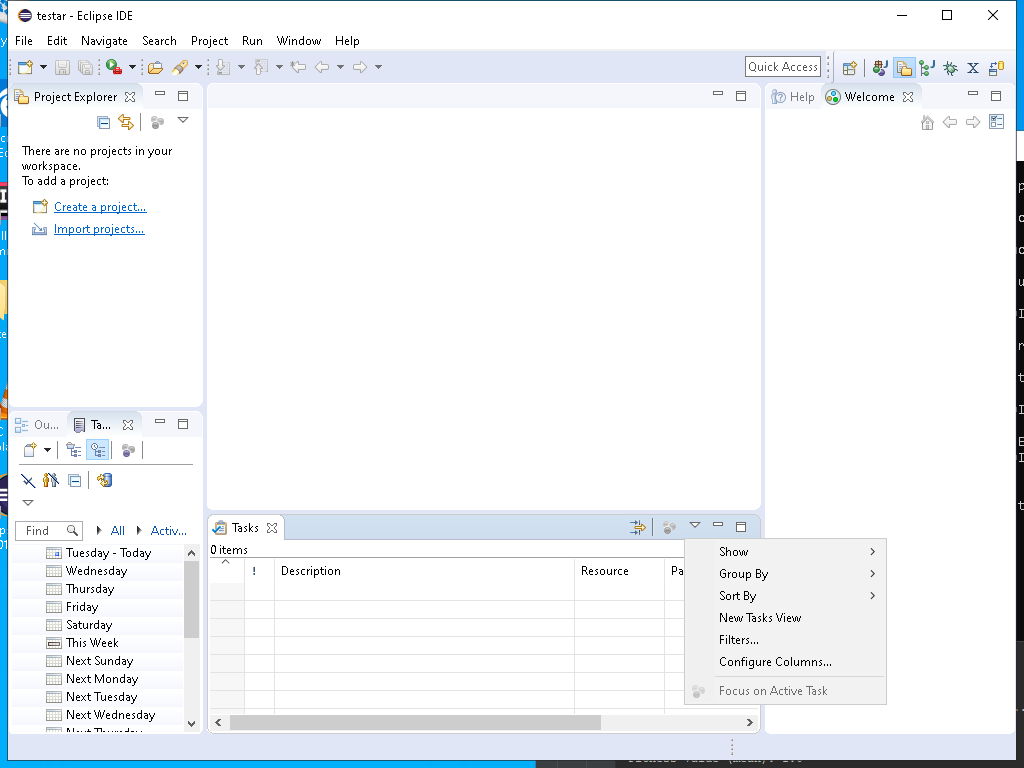 testar - Eclipse IDE
File Edit Navigate Search Project Run Window Help
Quick Access
Project Explorer
Help Welcome
There are no projects in your
workspace.
To add a project:
Create a project...
Import projects...
Ou... Ta...
Find All Activ...
Tuesday - Today
Wednesday
Thursday
Friday
Saturday
This Week
Next Sunday
Next Monday
Next Tuesday
Next Wednesday
Next Thursday
Tasks
0 items
! Description Resource Pa
Show
Group By
Sort By
New Tasks View
Filters...
Configure Columns...
Focus on Active Task